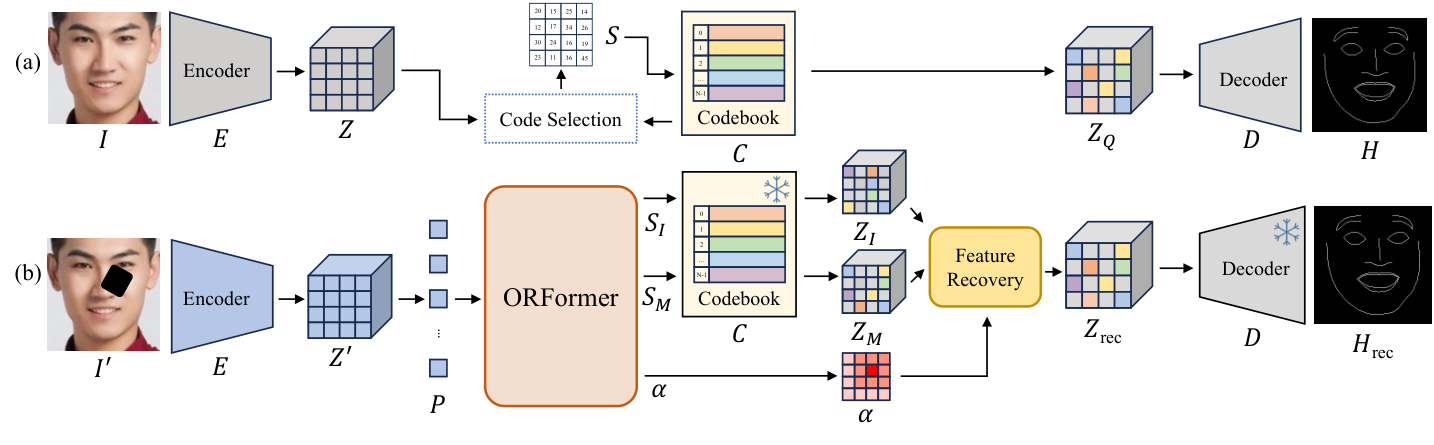 (a)
I
Encoder
E
Z
20 15 25 14
12 17 34 26
30 24 16 19
23 11 36 45
S
Code Selection
0
1
2
...
N-1
Codebook
C
Z_Q
Decoder
D
H
(b)
I′
Encoder
E
Z′
⋮
P
ORFormer
S_I
S_M
α
0
1
2
...
N-1
Codebook
C
Z_I
Z_M
α
Feature
Recovery
Z_rec
Decoder
D
H_rec